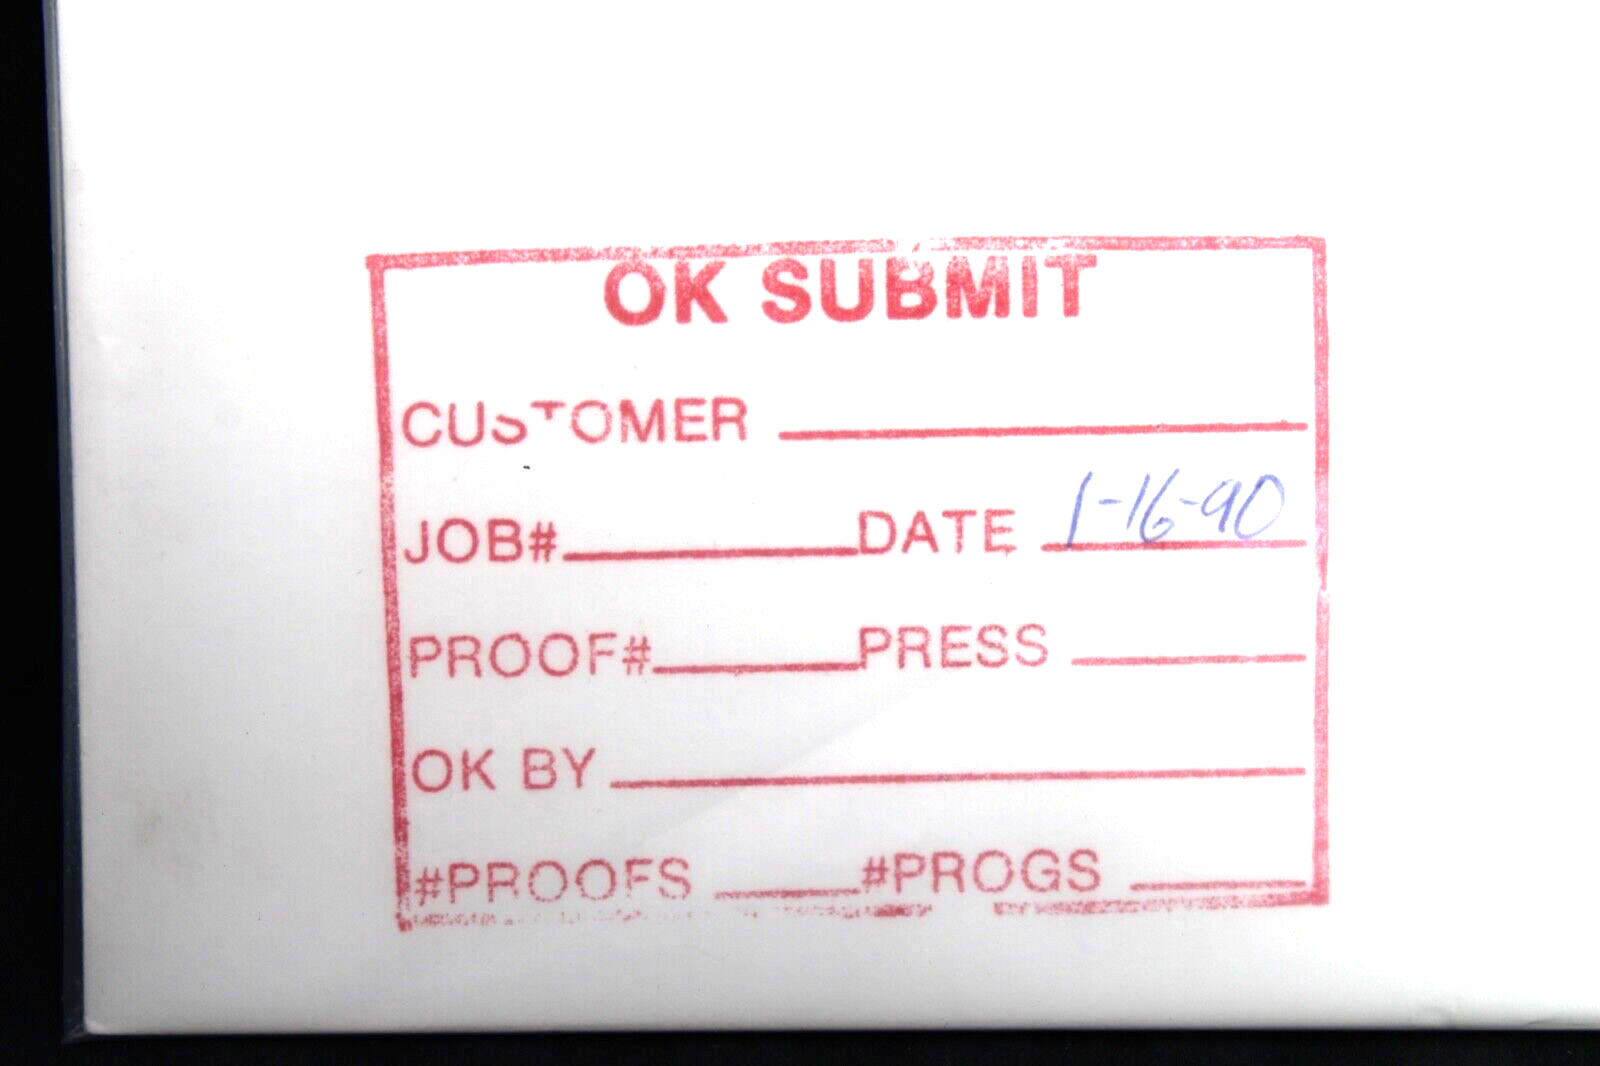 OK SUBMIT
CUSTOMER
JOB# DATE 1-16-90
PROOF# PRESS
OK BY
#PROOFS #PROGS